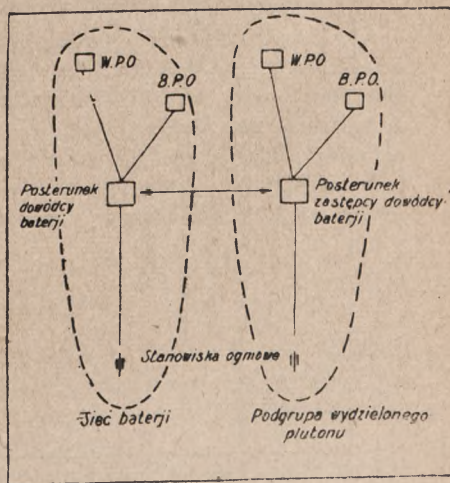 W.P.O
B.P.O.
W.P.O
B.P.O.
Posterunek
dowódcy
baterji
Posterunek
zastępcy dowódcy
baterji
Stanowiska ogniowe
Sieć baterji
Podgrupa wydzielonego
plutonu